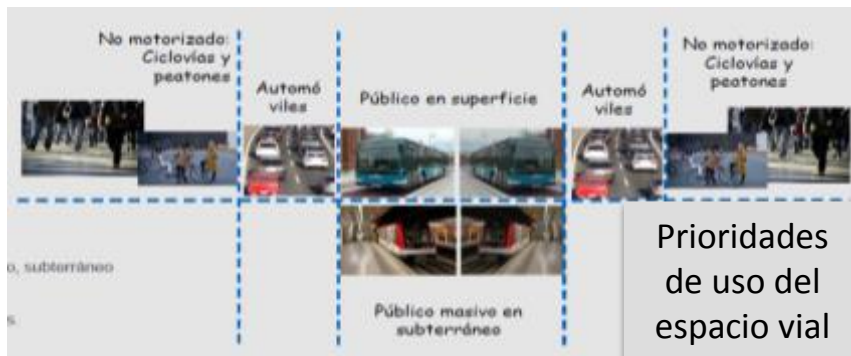 No motorizado:
Ciclovías y
peatones
Automó
viles
Público en superficie
Automó
viles
No motorizado:
Ciclovías y
peatones
o, subterráneo
s
Público masivo en
subterráneo
Prioridades
de uso del
espacio vial